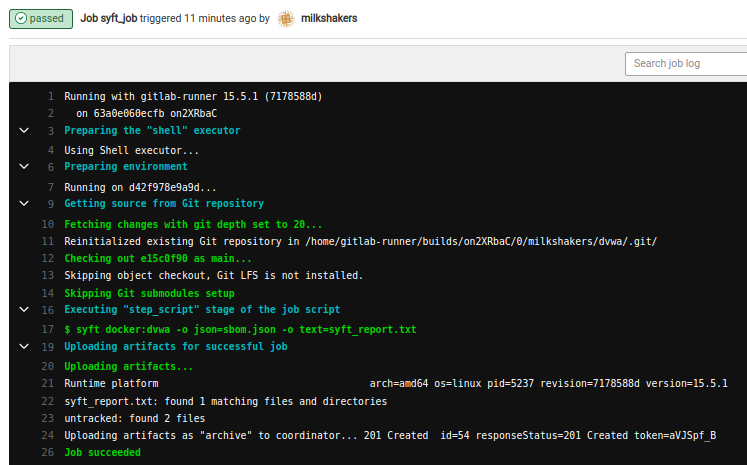 passed Job syft_job triggered 11 minutes ago by milkshakers
Search job log
1 Running with gitlab-runner 15.5.1 (7178588d)
2 on 63a0e060ecfb on2XRbaC
3 Preparing the "shell" executor
4 Using Shell executor...
6 Preparing environment
7 Running on d42f978e9a9d...
9 Getting source from Git repository
10 Fetching changes with git depth set to 20...
11 Reinitialized existing Git repository in /home/gitlab-runner/builds/on2XRbaC/0/milkshakers/dvwa/.git/
12 Checking out e15c0f90 as main...
13 Skipping object checkout, Git LFS is not installed.
14 Skipping Git submodules setup
16 Executing "step_script" stage of the job script
17 $ syft docker:dvwa -o json=sbom.json -o text=syft_report.txt
19 Uploading artifacts for successful job
20 Uploading artifacts...
21 Runtime platform arch=amd64 os=linux pid=5237 revision=7178588d version=15.5.1
22 syft_report.txt: found 1 matching files and directories
23 untracked: found 2 files
24 Uploading artifacts as "archive" to coordinator... 201 Created id=54 responseStatus=201 Created token=aVJSpf_B
26 Job succeeded